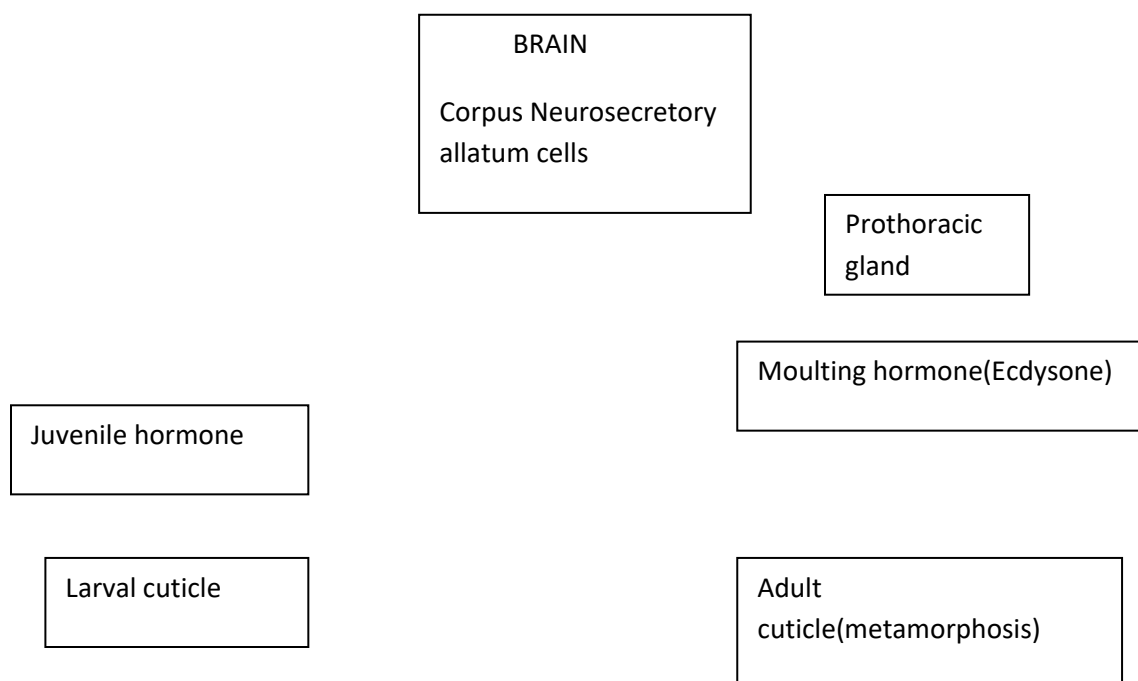 BRAIN
Corpus Neurosecretory
allatum cells
Prothoracic
gland
Moulting hormone(Ecdysone)
Juvenile hormone
Larval cuticle
Adult
cuticle(metamorphosis)